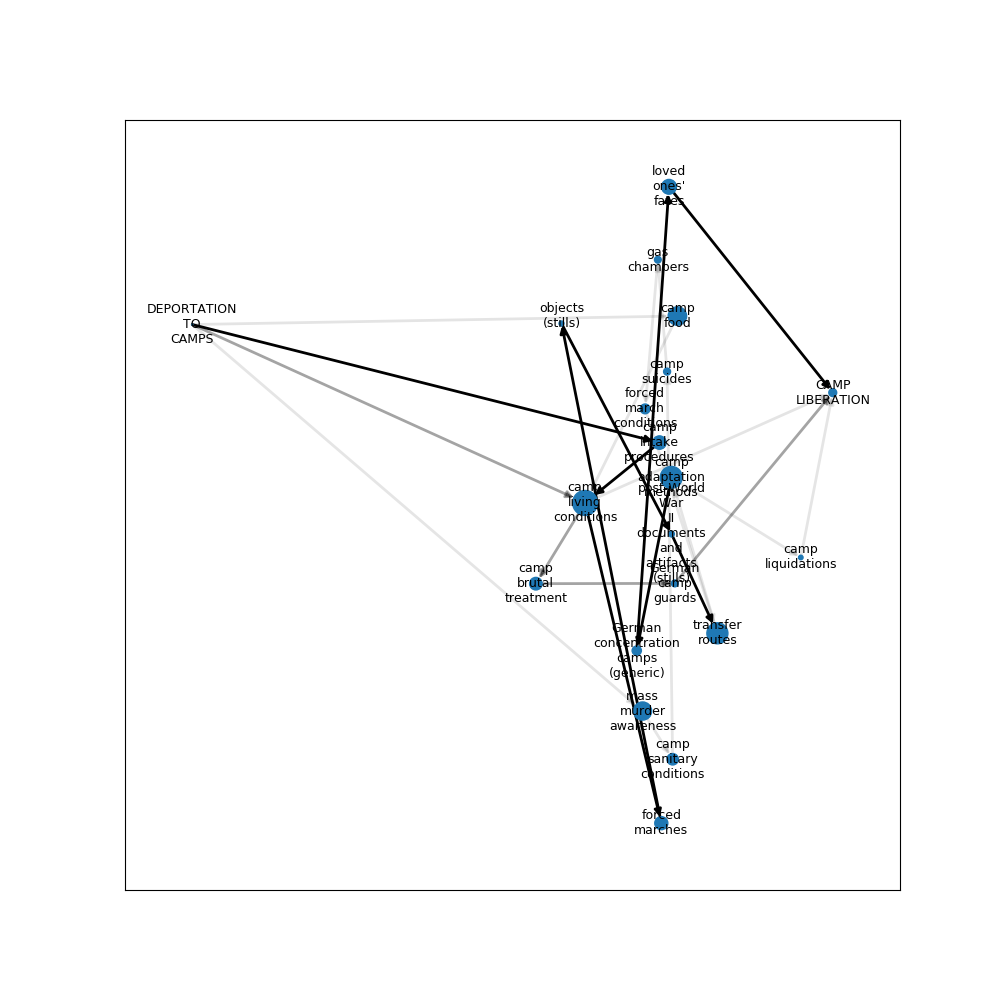 loved
ones'
fates
gas
chambers
DEPORTATION
TO
CAMPS
objects
(stills)
camp
food
camp
suicides
CAMP
LIBERATION
forced
march
conditions
camp
intake
procedures
camp
adaptation
methods
camp
living
conditions
post-World
War
II
documents
and
artifacts
(stills)
camp
liquidations
camp
brutal
treatment
German
camp
guards
transfer
routes
German
concentration
camps
(generic)
mass
murder
awareness
camp
sanitary
conditions
forced
marches